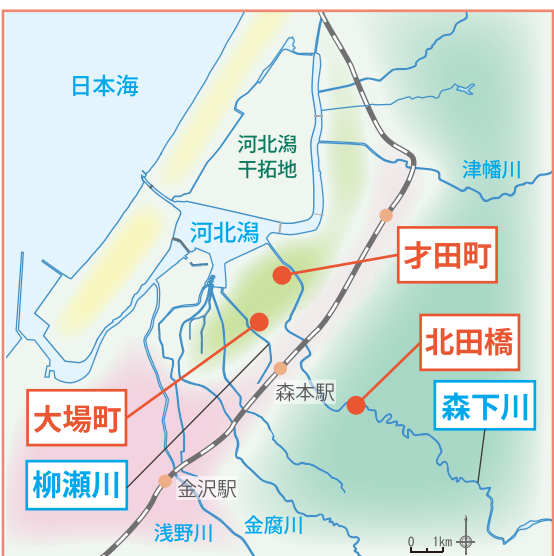 日本海
河北潟
干拓地
津幡川
河北潟
才田町
北田橋
大場町
森本駅
森下川
柳瀬川
金沢駅
浅野川
金腐川
0 1km